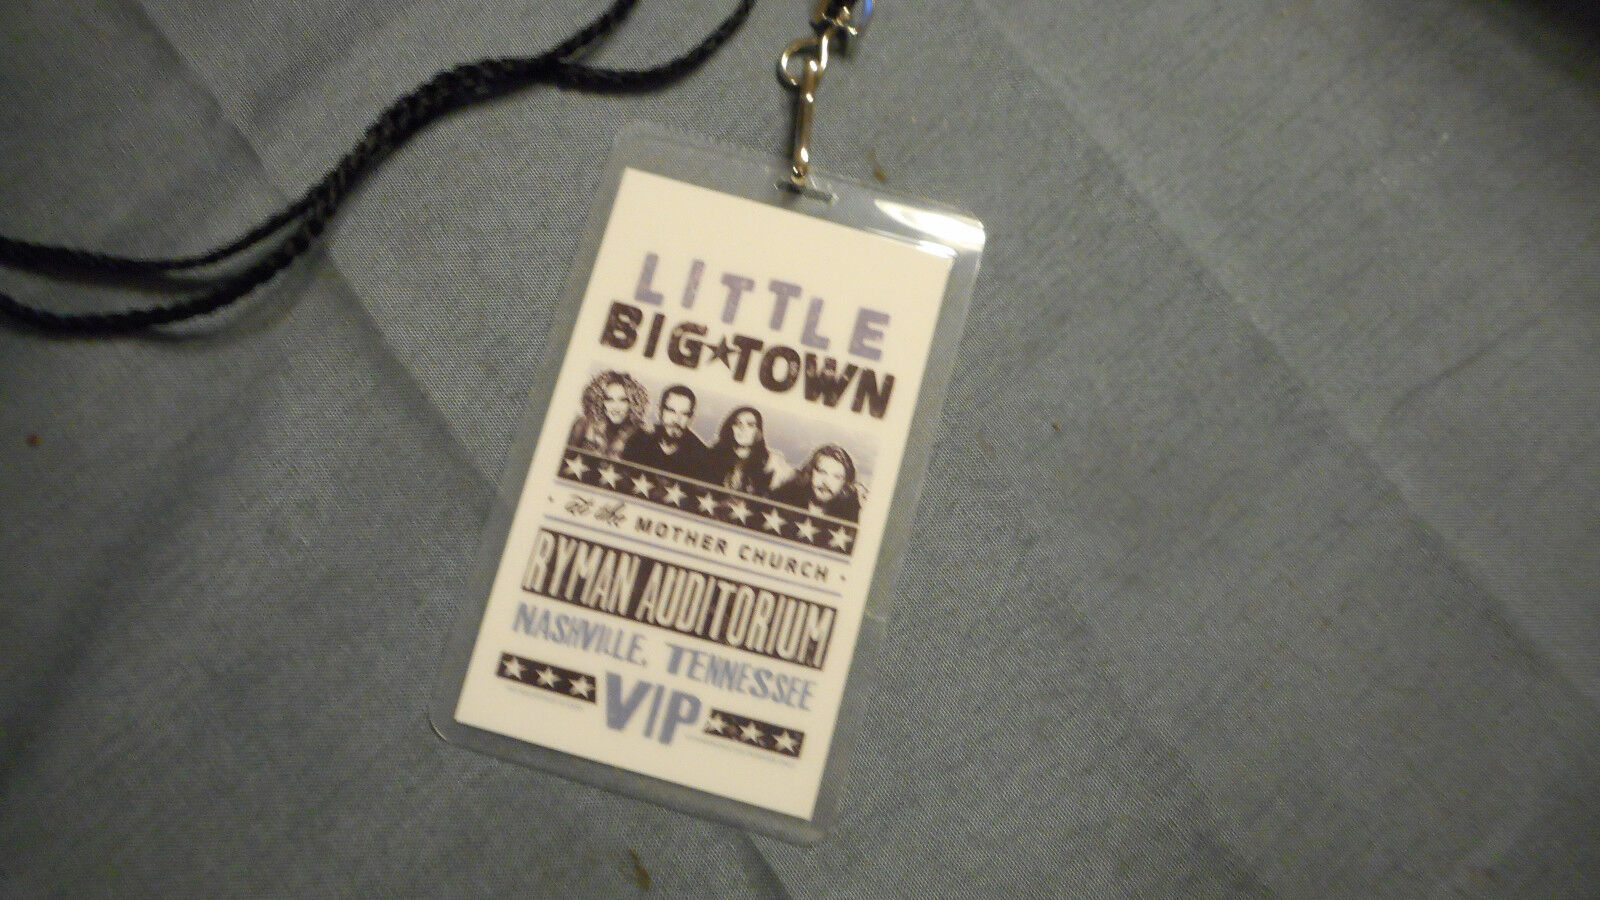 LITTLE
BIG★TOWN
· at the MOTHER CHURCH ·
RYMAN AUDITORIUM
NASHVILLE, TENNESSEE
VIP